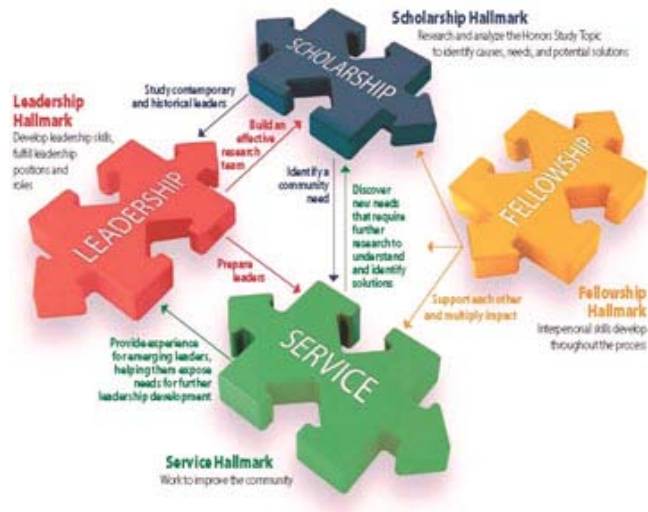 Scholarship Hallmark
Research and analyze the Honors Study Topic
to identify causes, needs, and potential solutions
SCHOLARSHIP
Study contemporary
and historical leaders
Leadership
Hallmark
Develop leadership skills,
fulfill leadership
positions and
roles
Build an
effective
research
team
LEADERSHIP
Identify a
community
need
Discover
new needs
that require
further
research to
understand
and identify
solutions
FELLOWSHIP
Prepare
leaders
Support each other
and multiply impact
Fellowship
Hallmark
Interpersonal skills develop
throughout the process
Provide experience
for emerging leaders,
helping them expose
needs for further
leadership development
SERVICE
Service Hallmark
Work to improve the community